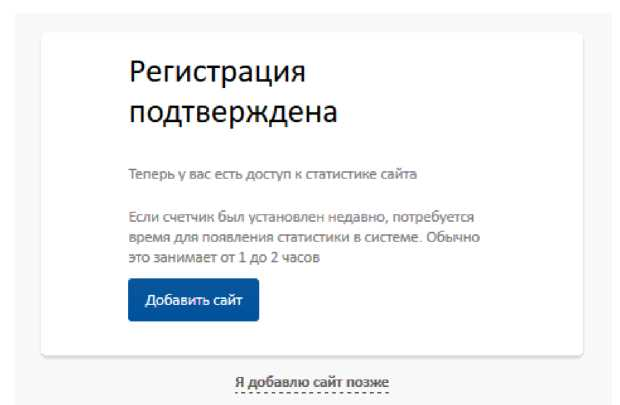 Регистрация
подтверждена
Теперь у вас есть доступ к статистике сайта
Если счетчик был установлен недавно, потребуется
время для появления статистики в системе. Обычно
это занимает от 1 до 2 часов
Добавить сайт
Я добавлю сайт позже